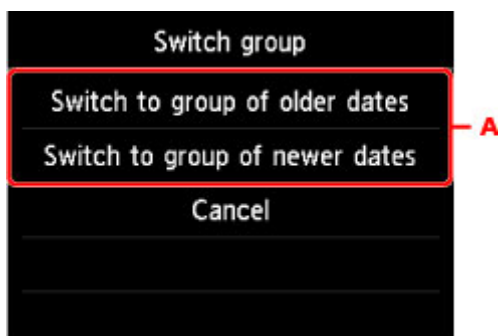 Switch group
Switch to group of older dates
A
Switch to group of newer dates
Cancel